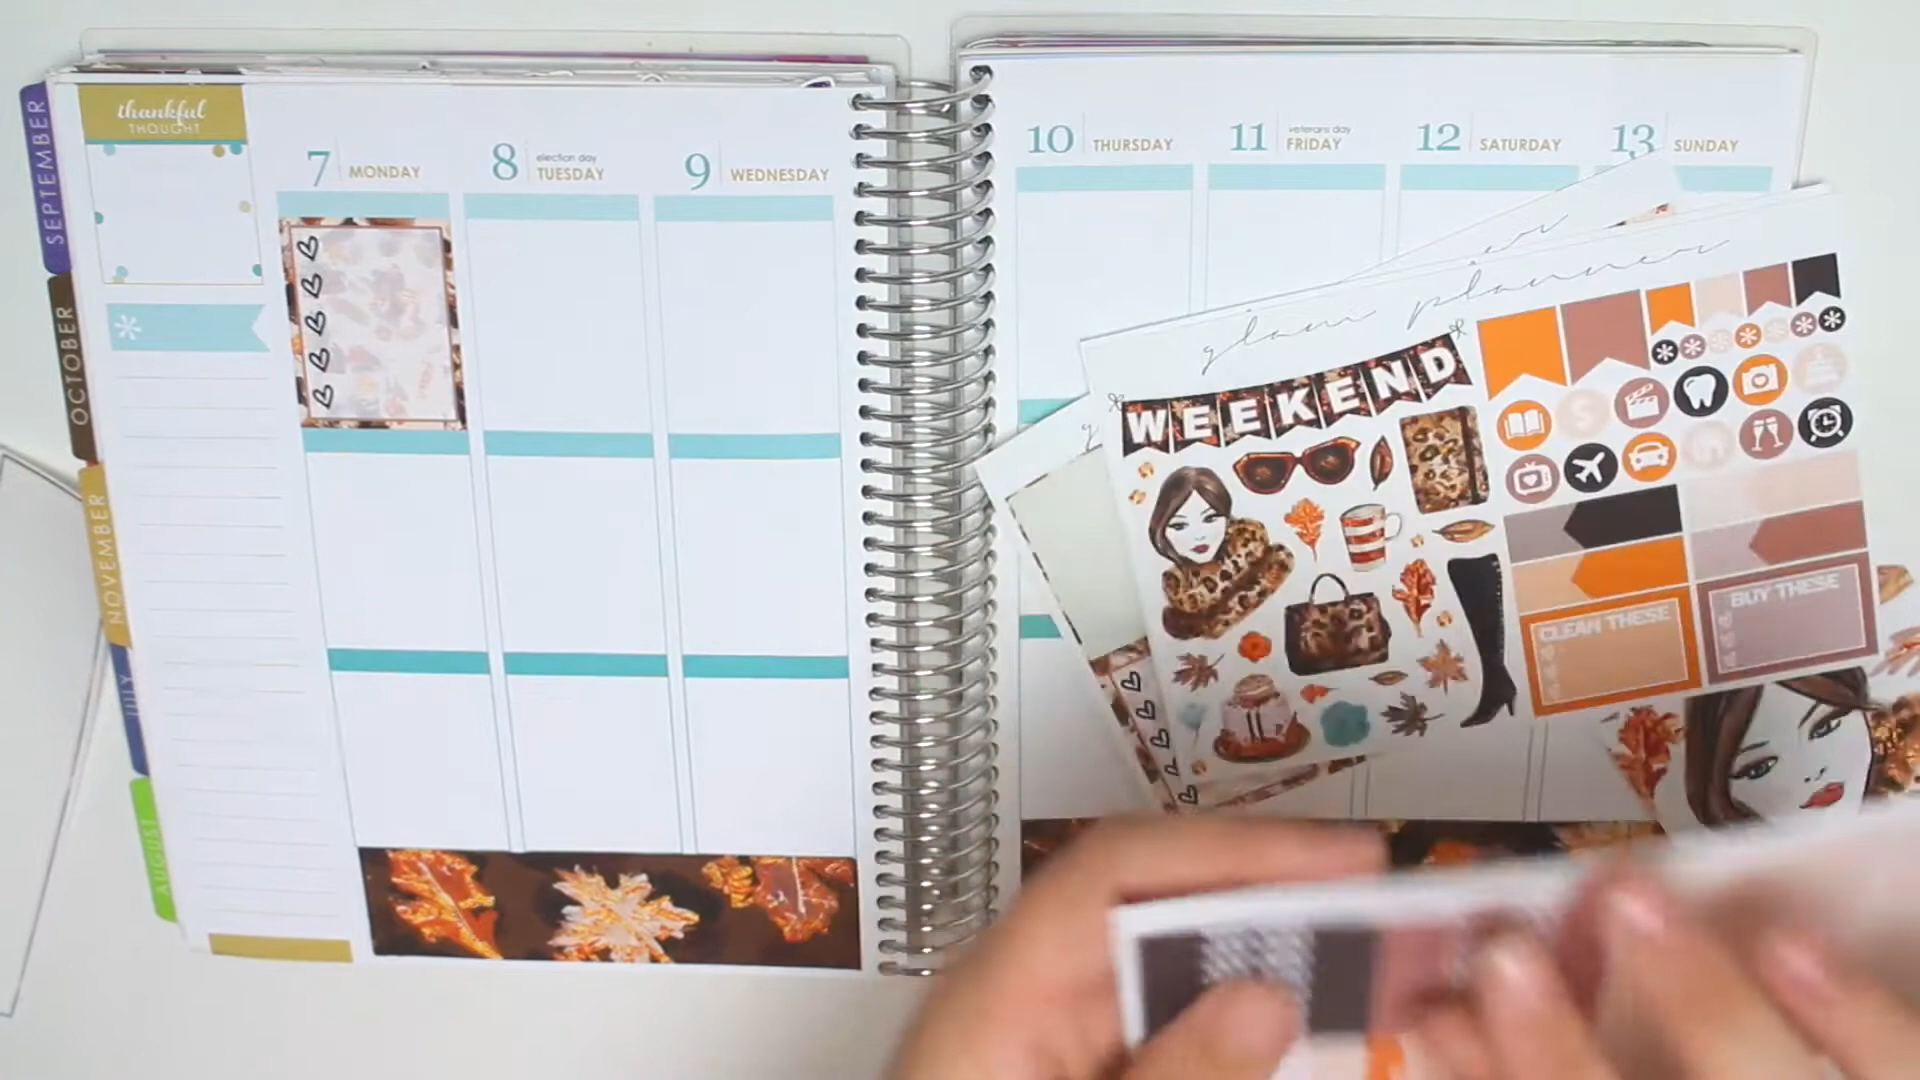 thankful
THOUGHT
7 MONDAY
8 election day TUESDAY
9 WEDNESDAY
10 THURSDAY
11 veterans day FRIDAY
12 SATURDAY
13 SUNDAY
SEPTEMBER
OCTOBER
NOVEMBER
JULY
AUGUST
glam planner
WEEKEND
CLEAN THESE
BUY THESE